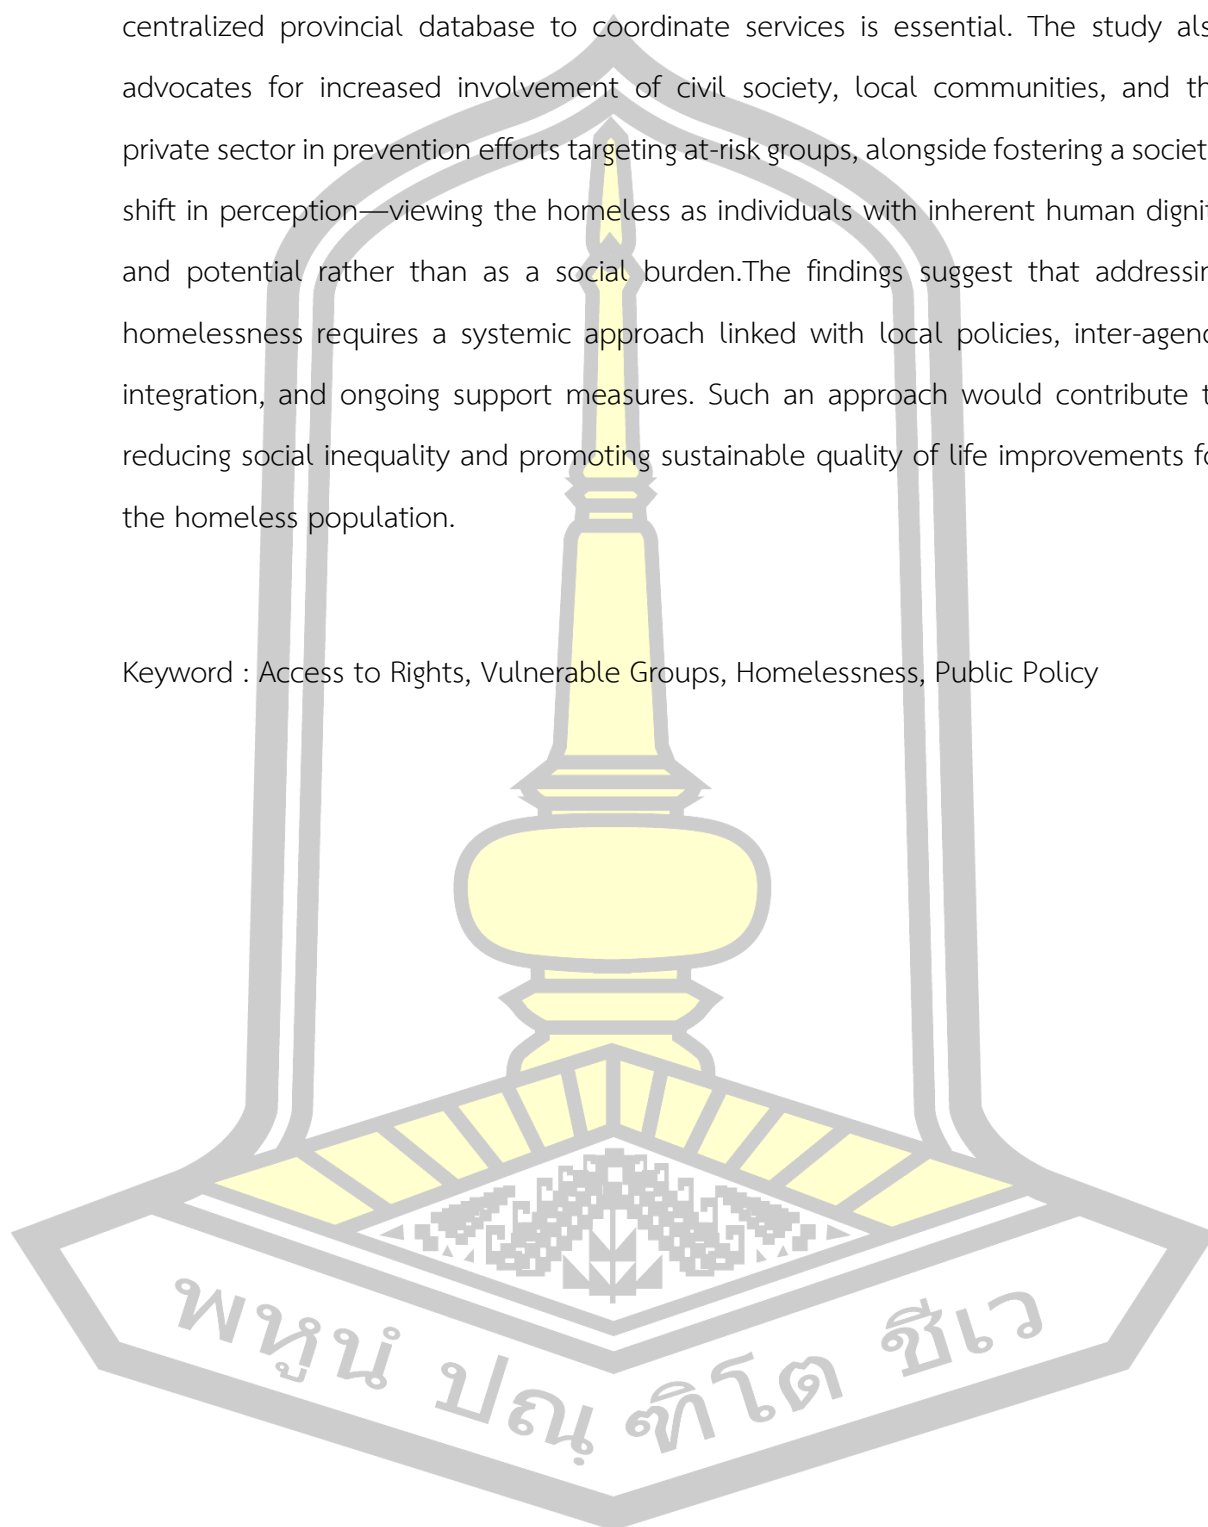 centralized provincial database to coordinate services is essential. The study als
advocates for increased involvement of civil society, local communities, and th
private sector in prevention efforts targeting at-risk groups, alongside fostering a societ
shift in perception—viewing the homeless as individuals with inherent human dignit
and potential rather than as a social burden.The findings suggest that addressin
homelessness requires a systemic approach linked with local policies, inter-agenc
integration, and ongoing support measures. Such an approach would contribute t
reducing social inequality and promoting sustainable quality of life improvements fo
the homeless population.
Keyword : Access to Rights, Vulnerable Groups, Homelessness, Public Policy
พหูนํ ปณฺฑิโต ชีเว